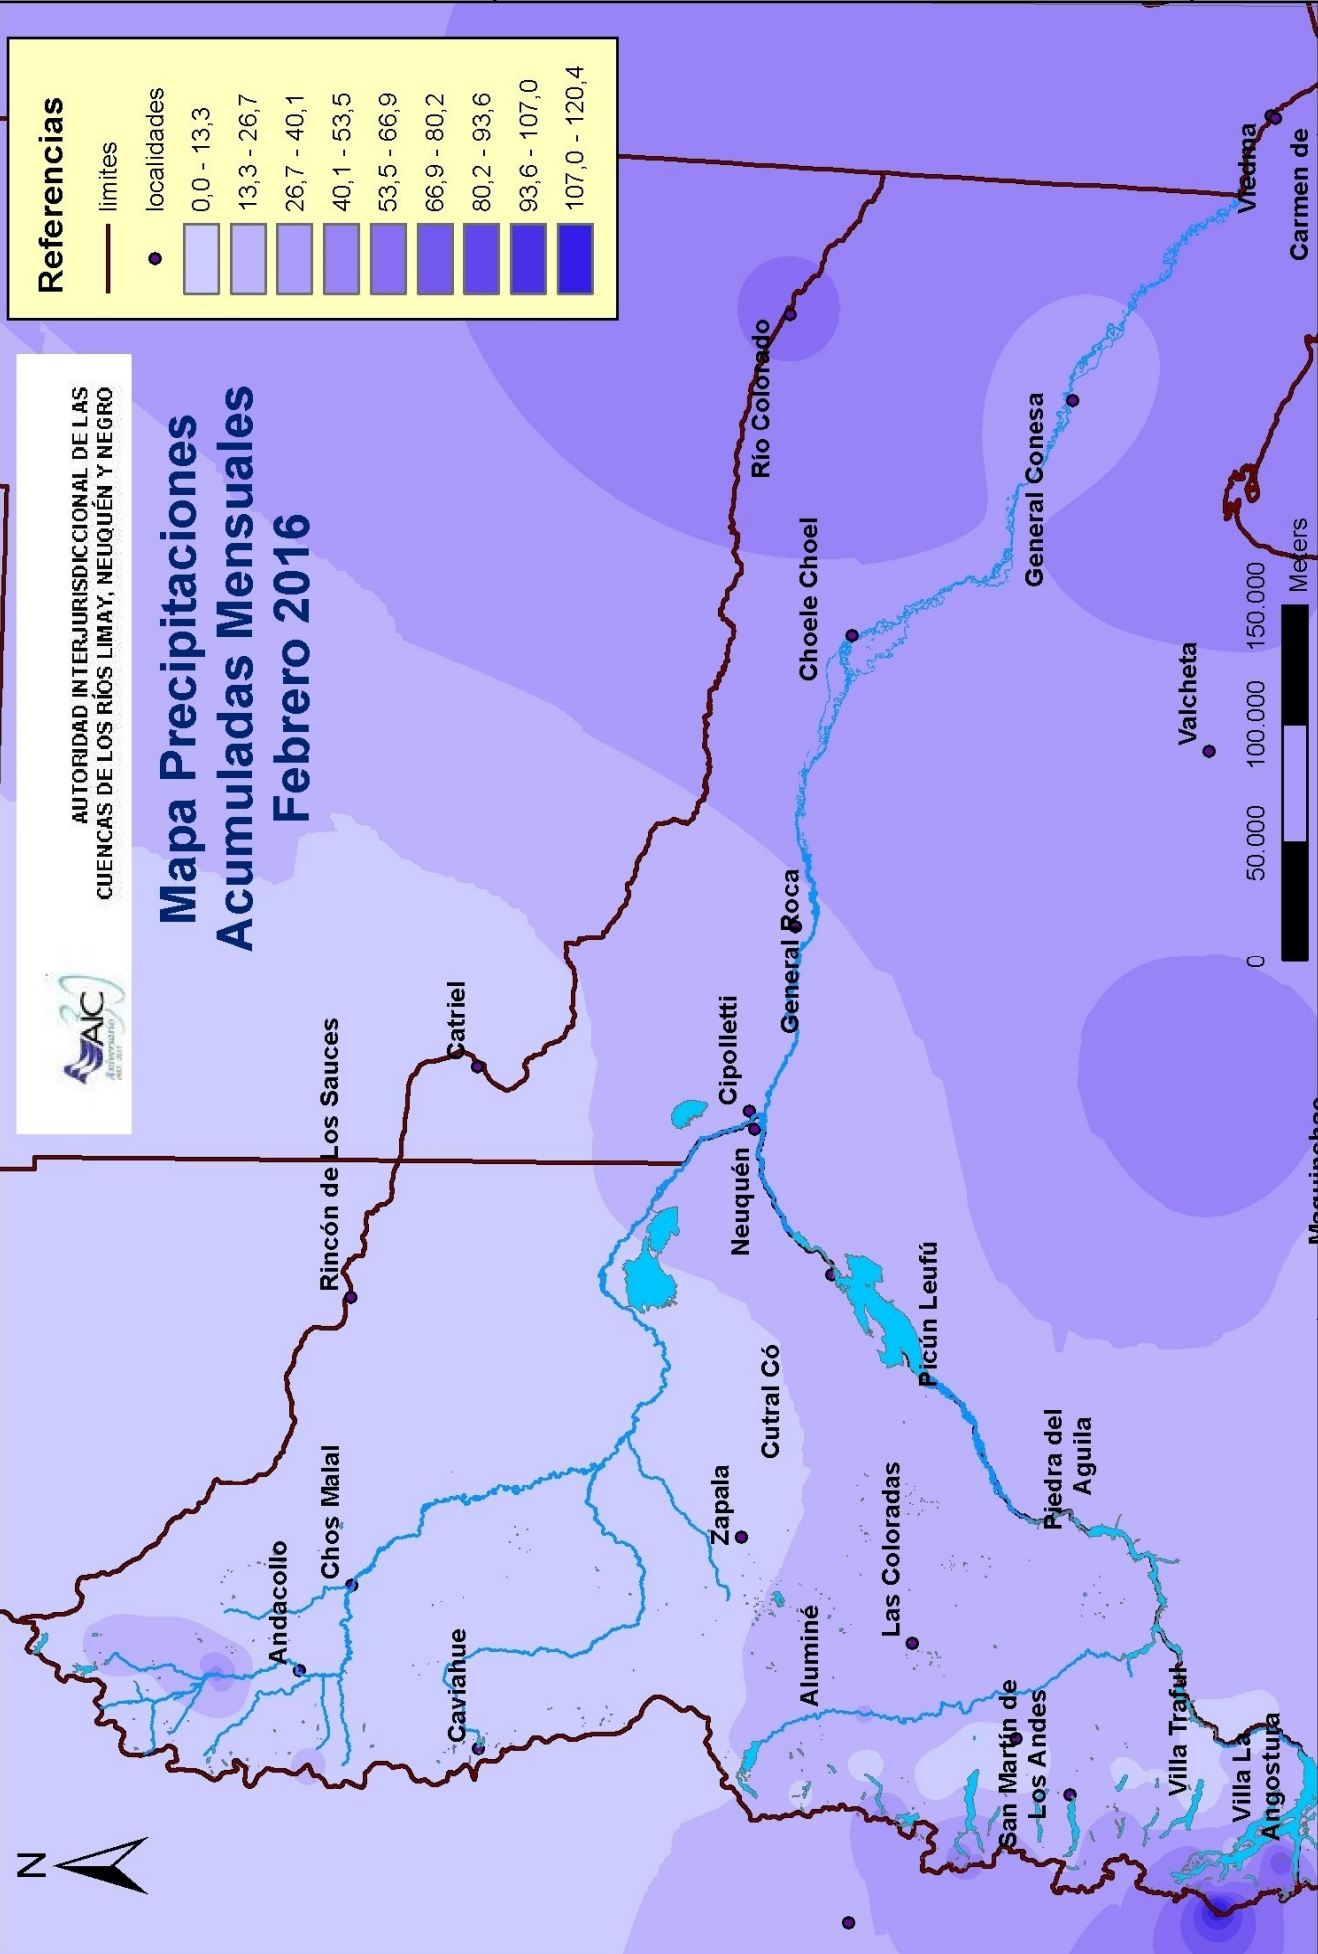 N
AIC
Aniversario
AUTORIDAD INTERJURISDICCIONAL DE LAS
CUENCAS DE LOS RÍOS LIMAY, NEUQUÉN Y NEGRO
Mapa Precipitaciones
Acumuladas Mensuales
Febrero 2016
Referencias
limites
localidades
0,0 - 13,3
13,3 - 26,7
26,7 - 40,1
40,1 - 53,5
53,5 - 66,9
66,9 - 80,2
80,2 - 93,6
93,6 - 107,0
107,0 - 120,4
Andacollo
Chos Malal
Rincón de Los Sauces
Catriel
Caviahue
Zapala
Cutral Có
Neuquén
Cipolletti
General Roca
Choele Choel
Río Colorado
Aluminé
Las Coloradas
Picún Leufú
San Martín de
Los Andes
Piedra del
Aguila
General Conesa
Villa Traful
Valcheta
Viedma
Villa La
Angostura
Carmen de
Maquinchao
0 50.000 100.000 150.000
Meters